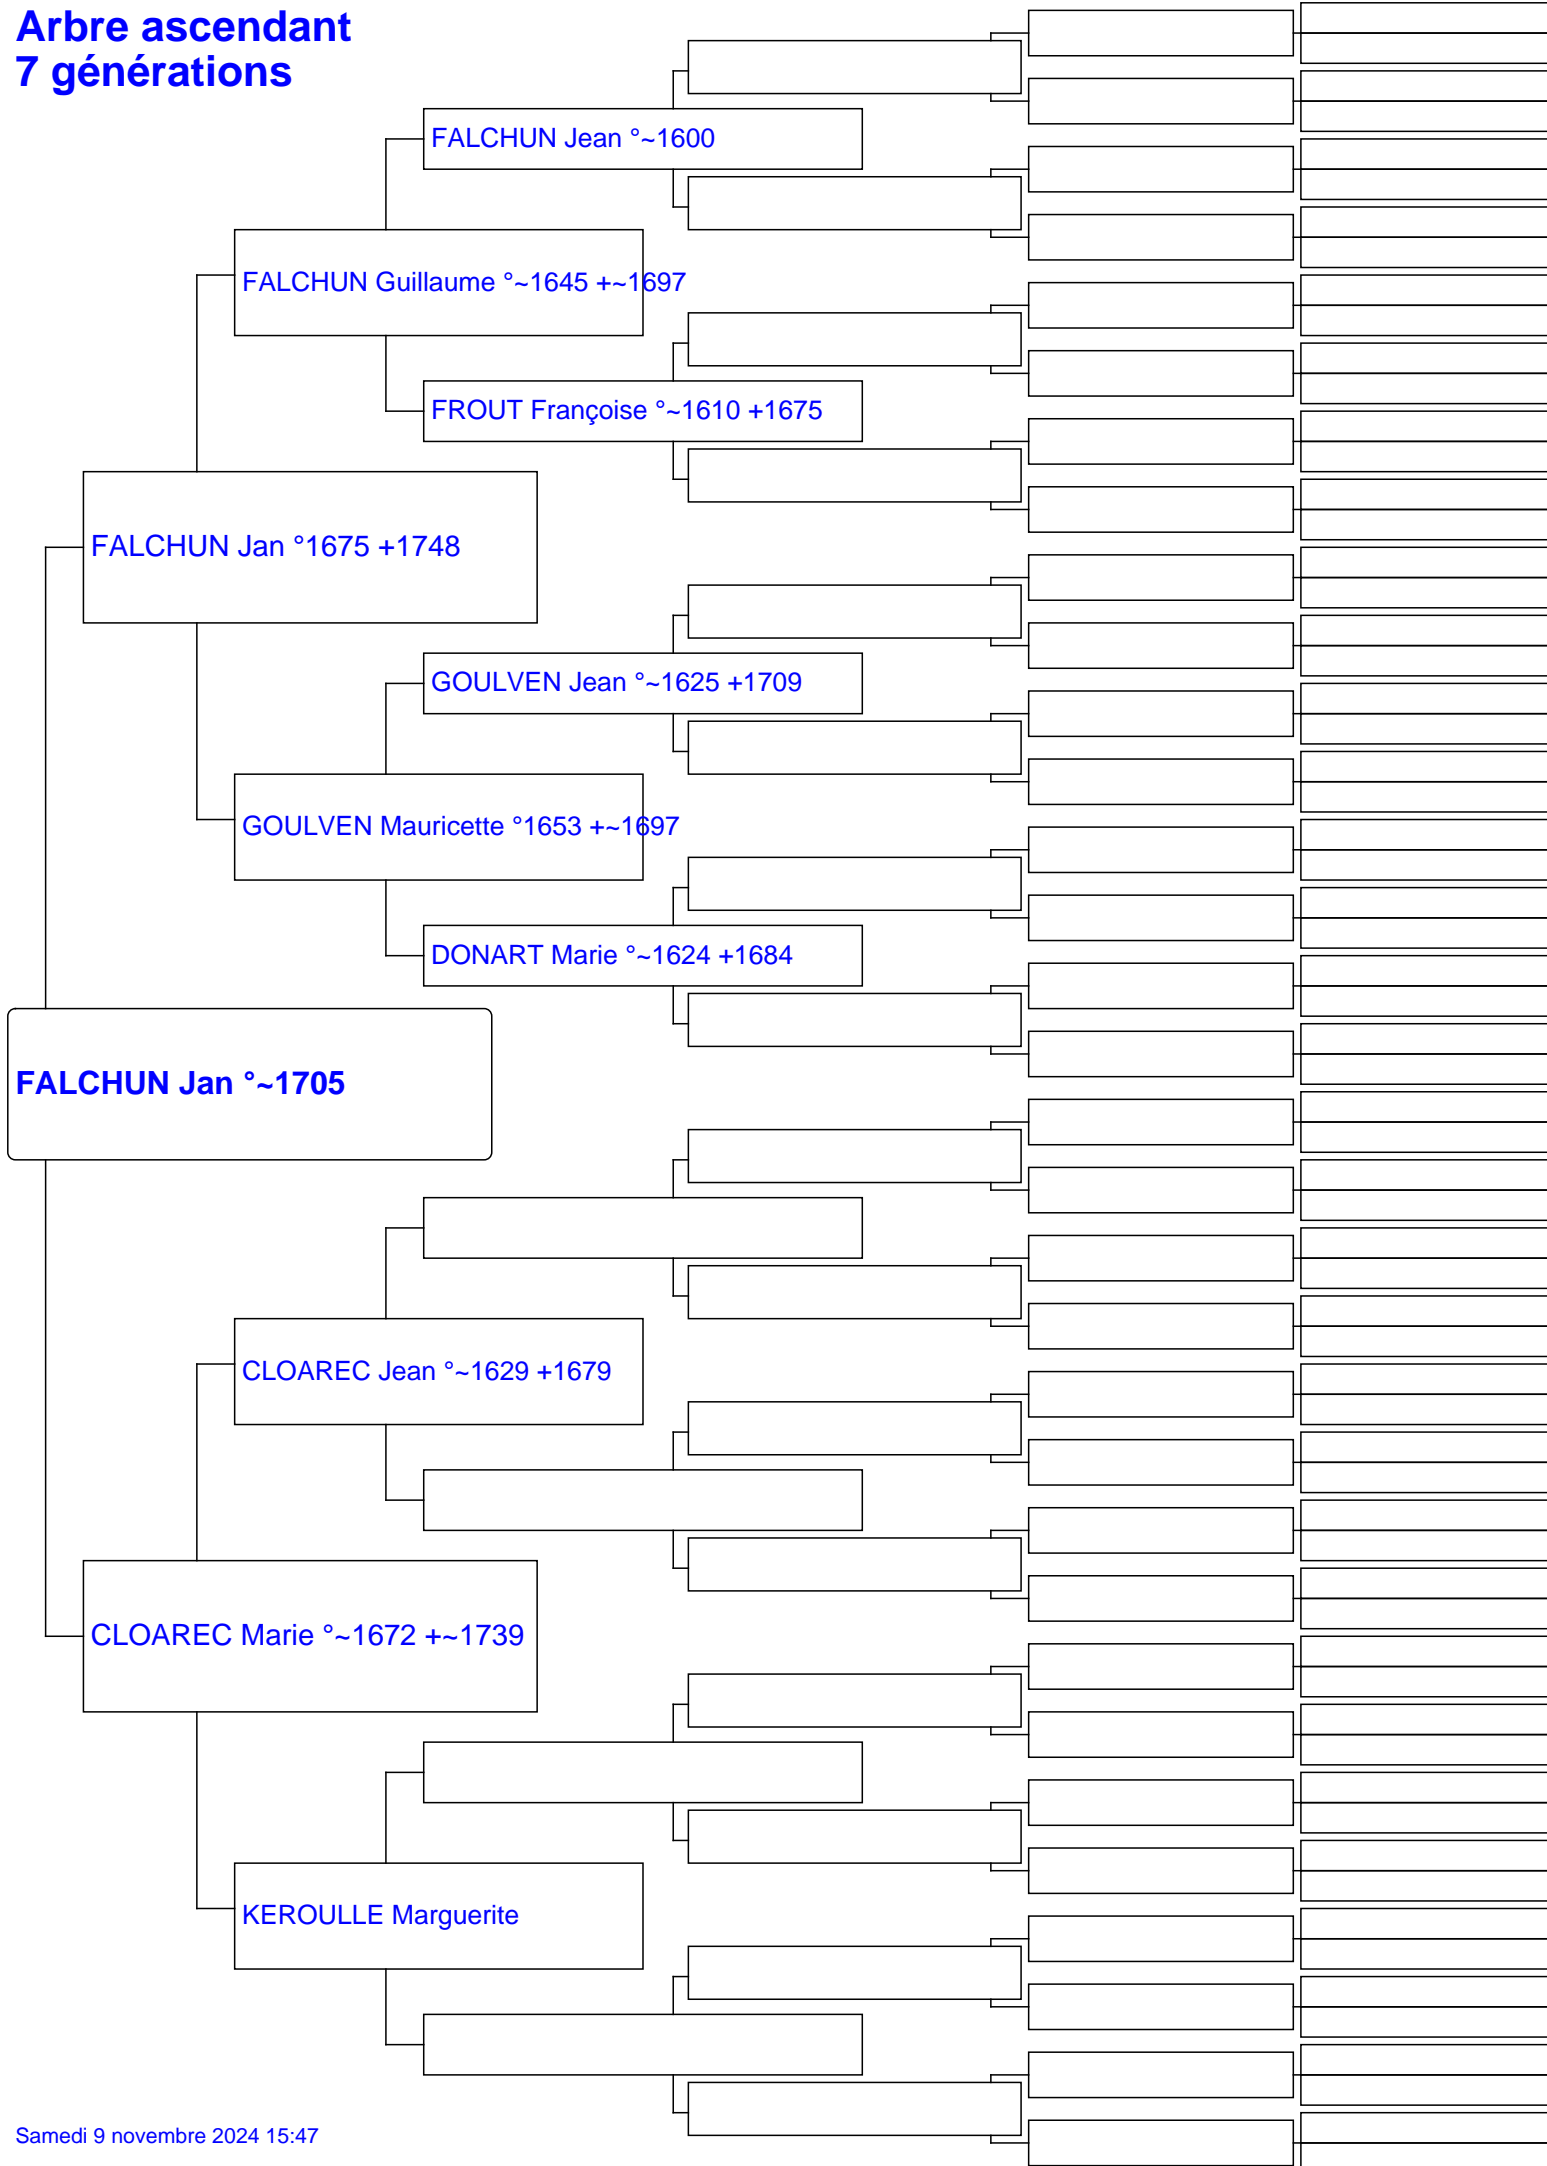 Arbre ascendant
7 générations
FALCHUN Jean °~1600
FALCHUN Guillaume °~1645 +~1697
FROUT Françoise °~1610 +1675
FALCHUN Jan °1675 +1748
GOULVEN Jean °~1625 +1709
GOULVEN Mauricette °1653 +~1697
DONART Marie °~1624 +1684
FALCHUN Jan °~1705
CLOAREC Jean °~1629 +1679
CLOAREC Marie °~1672 +~1739
KEROULLE Marguerite
Samedi 9 novembre 2024 15:47